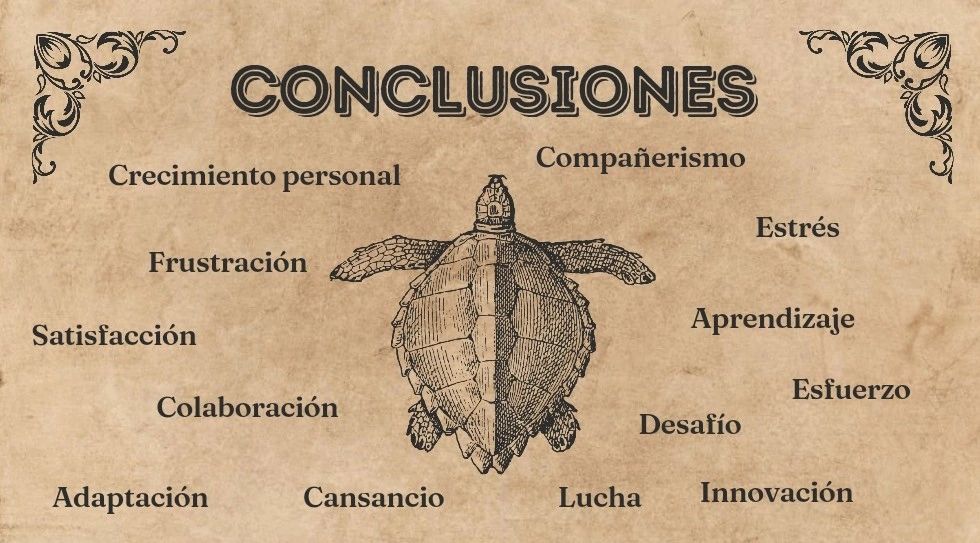 CONCLUSIONES
Compañerismo
Crecimiento personal
Estrés
Frustración
Aprendizaje
Satisfacción
Esfuerzo
Colaboración
Desafío
Adaptación
Cansancio
Lucha
Innovación